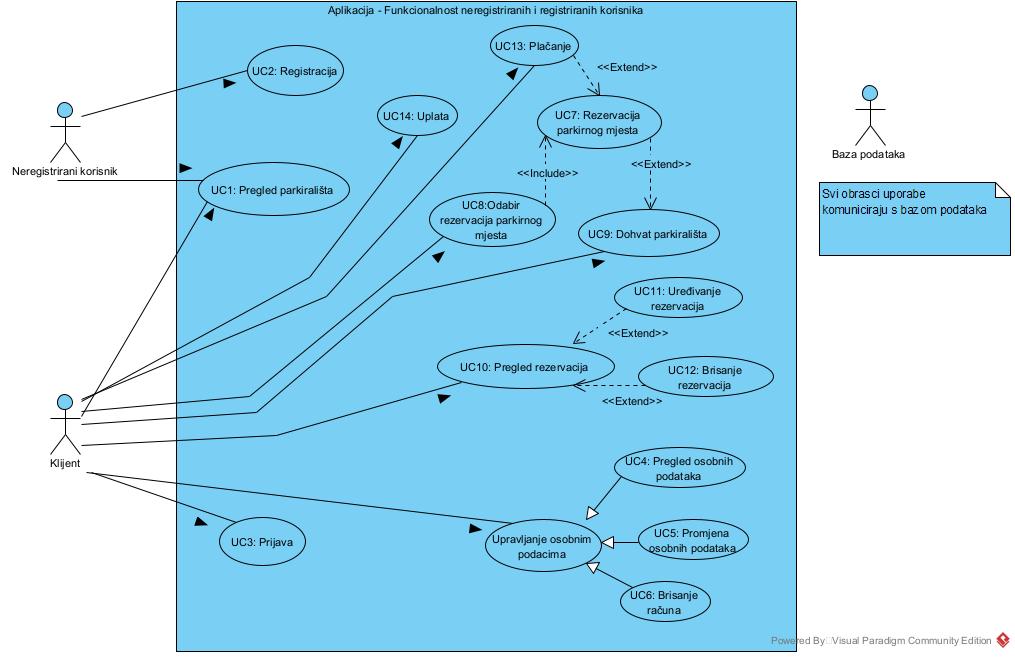 Aplikacija - Funkcionalnost neregistriranih i registriranih korisnika
UC13: Plačanje
<<Extend>>
UC2: Registracija
UC14: Uplata
UC7: Rezervacija
parkirnog mjesta
Baza podataka
Neregistrirani korisnik
<<Include>>
<<Extend>>
UC1: Pregled parkirališta
Svi obrasci uporabe
komuniciraju s bazom podataka
UC8:Odabir
rezervacija parkirnog
mjesta
UC9: Dohvat parkirališta
UC11: Uređivanje
rezervacija
<<Extend>>
UC10: Pregled rezervacija
UC12: Brisanje
rezervacija
<<Extend>>
Klijent
UC4: Pregled osobnih
podataka
UC3: Prijava
Upravljanje osobnim
podacima
UC5: Promjena
osobnih podataka
UC6: Brisanje
računa
Powered By Visual Paradigm Community Edition